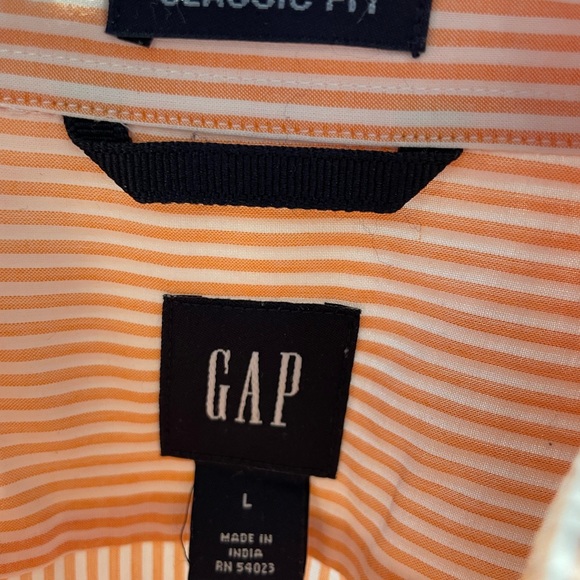 CLASSIC FIT
GAP
L
MADE IN
INDIA
RN 54023